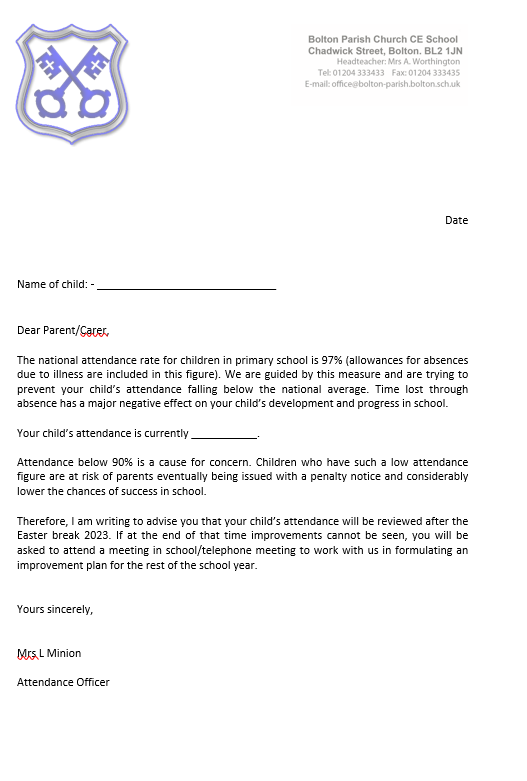 Bolton Parish Church CE School
Chadwick Street, Bolton. BL2 1JN
Headteacher: Mrs A. Worthington
Tel: 01204 333433 Fax: 01204 333435
E-mail: office@bolton-parish.bolton.sch.uk
Date
Name of child: - ______________________________
Dear Parent/Carer,
The national attendance rate for children in primary school is 97% (allowances for absences
due to illness are included in this figure). We are guided by this measure and are trying to
prevent your child’s attendance falling below the national average. Time lost through
absence has a major negative effect on your child’s development and progress in school.
Your child’s attendance is currently ___________.
Attendance below 90% is a cause for concern. Children who have such a low attendance
figure are at risk of parents eventually being issued with a penalty notice and considerably
lower the chances of success in school.
Therefore, I am writing to advise you that your child’s attendance will be reviewed after the
Easter break 2023. If at the end of that time improvements cannot be seen, you will be
asked to attend a meeting in school/telephone meeting to work with us in formulating an
improvement plan for the rest of the school year.
Yours sincerely,
Mrs L Minion
Attendance Officer